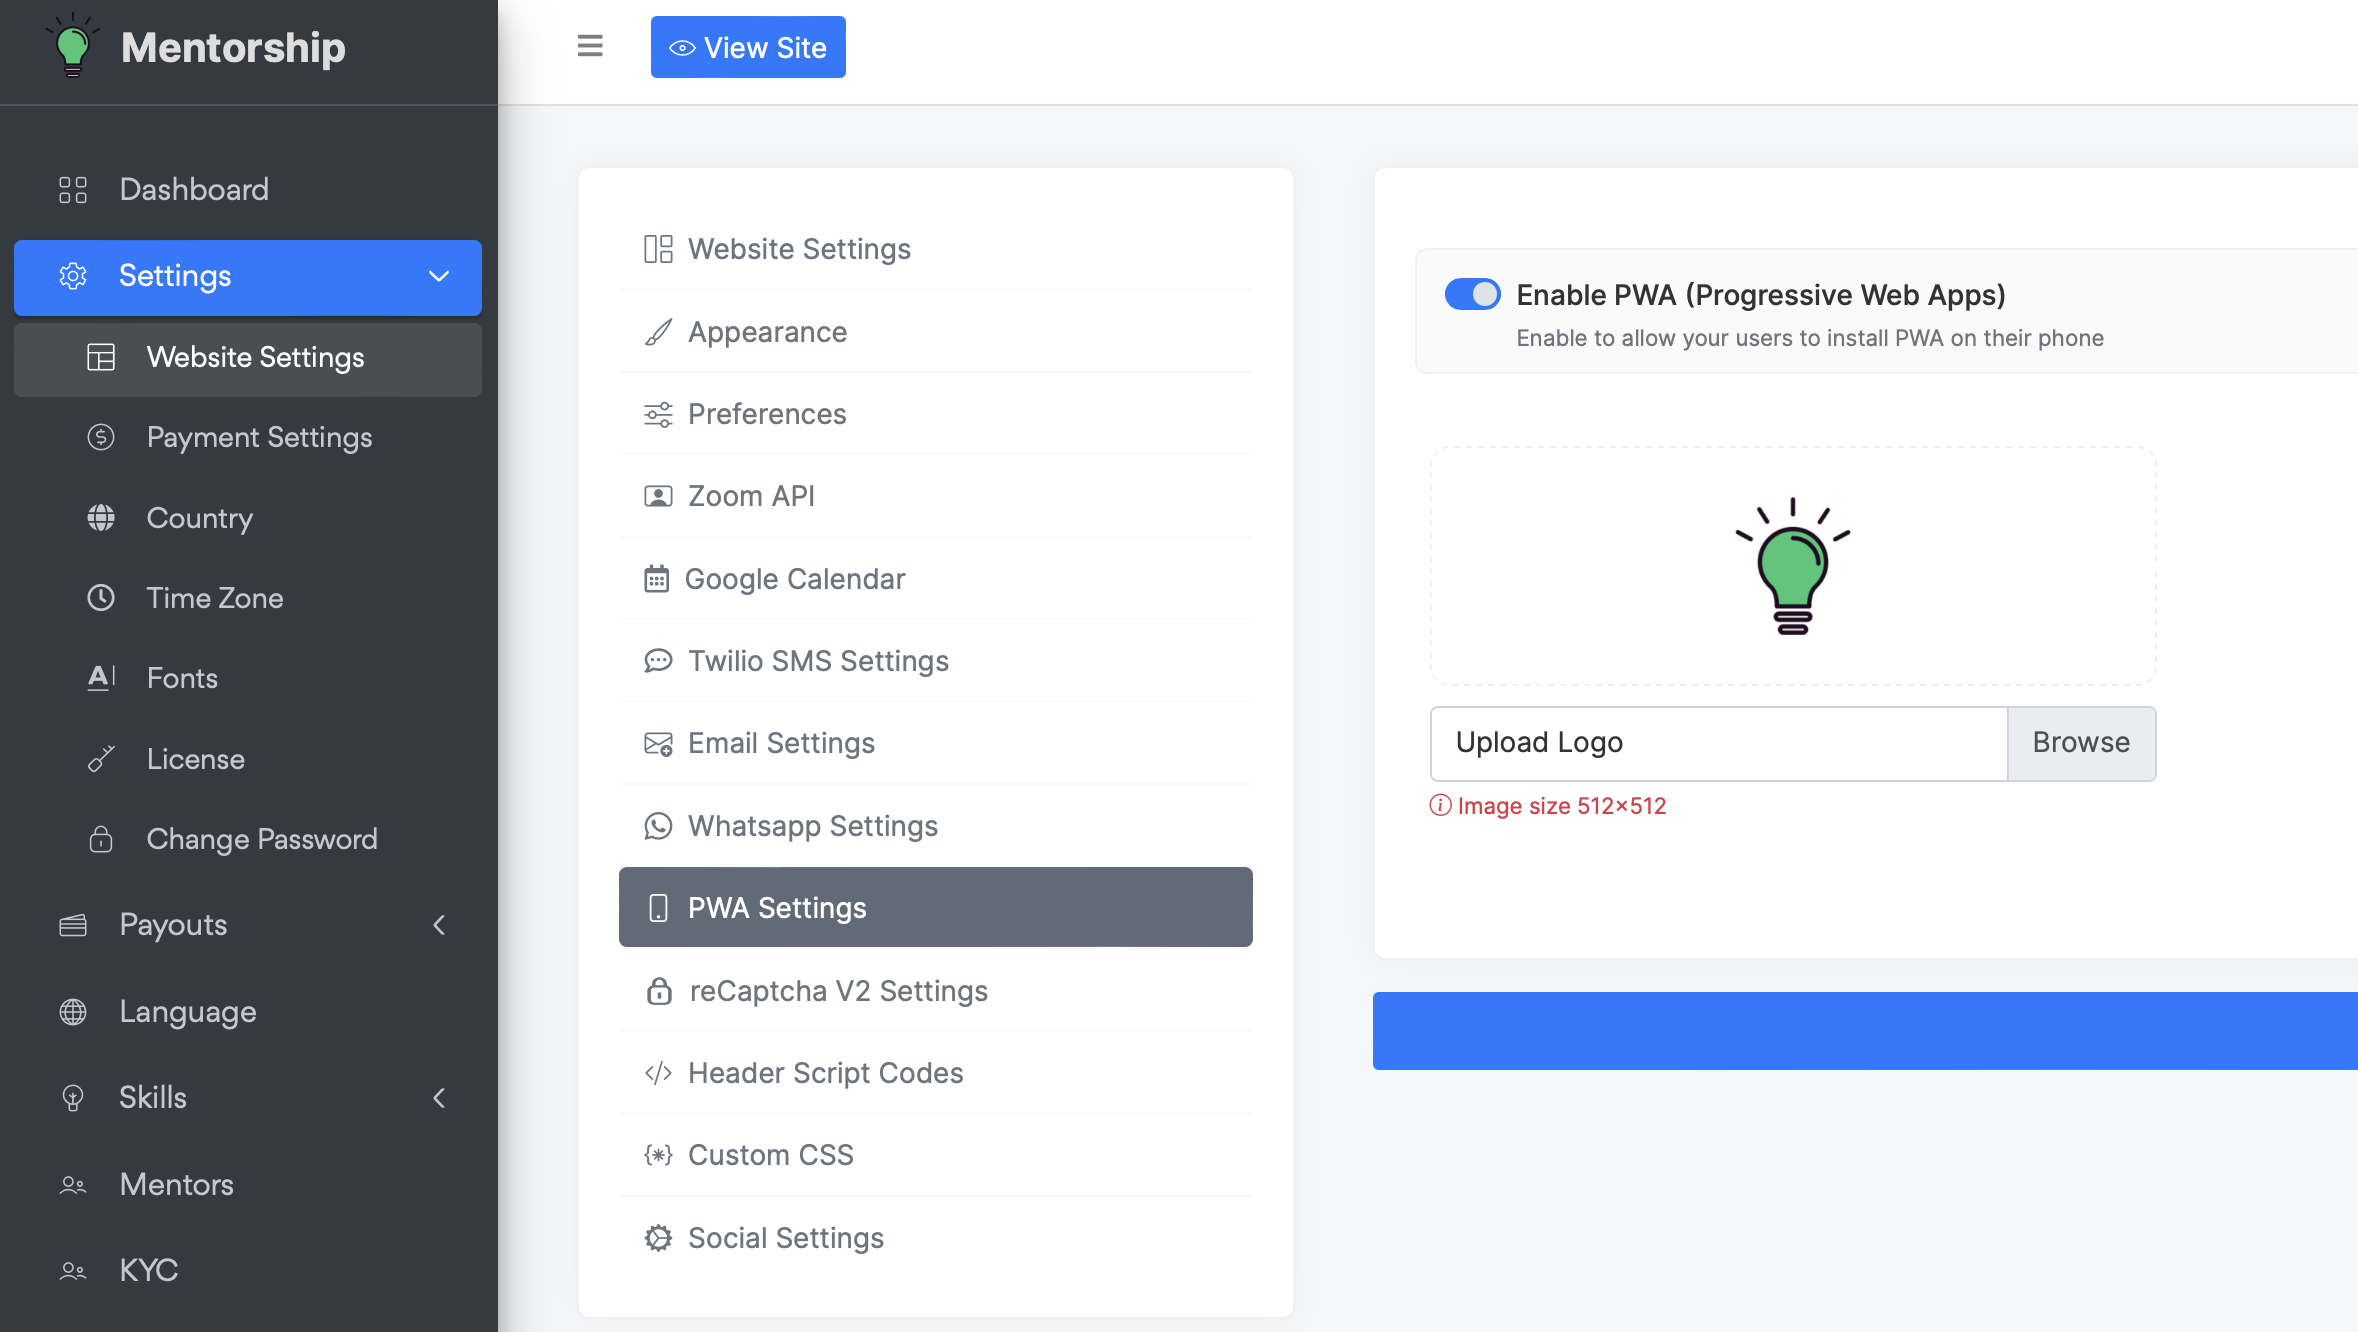 Mentorship
View Site
Dashboard
Settings
Website Settings
Payment Settings
Country
Time Zone
Fonts
License
Change Password
Payouts
Language
Skills
Mentors
KYC
Website Settings
Appearance
Preferences
Zoom API
Google Calendar
Twilio SMS Settings
Email Settings
Whatsapp Settings
PWA Settings
reCaptcha V2 Settings
Header Script Codes
Custom CSS
Social Settings
Enable PWA (Progressive Web Apps)
Enable to allow your users to install PWA on their phone
Upload Logo
Browse
Image size 512×512